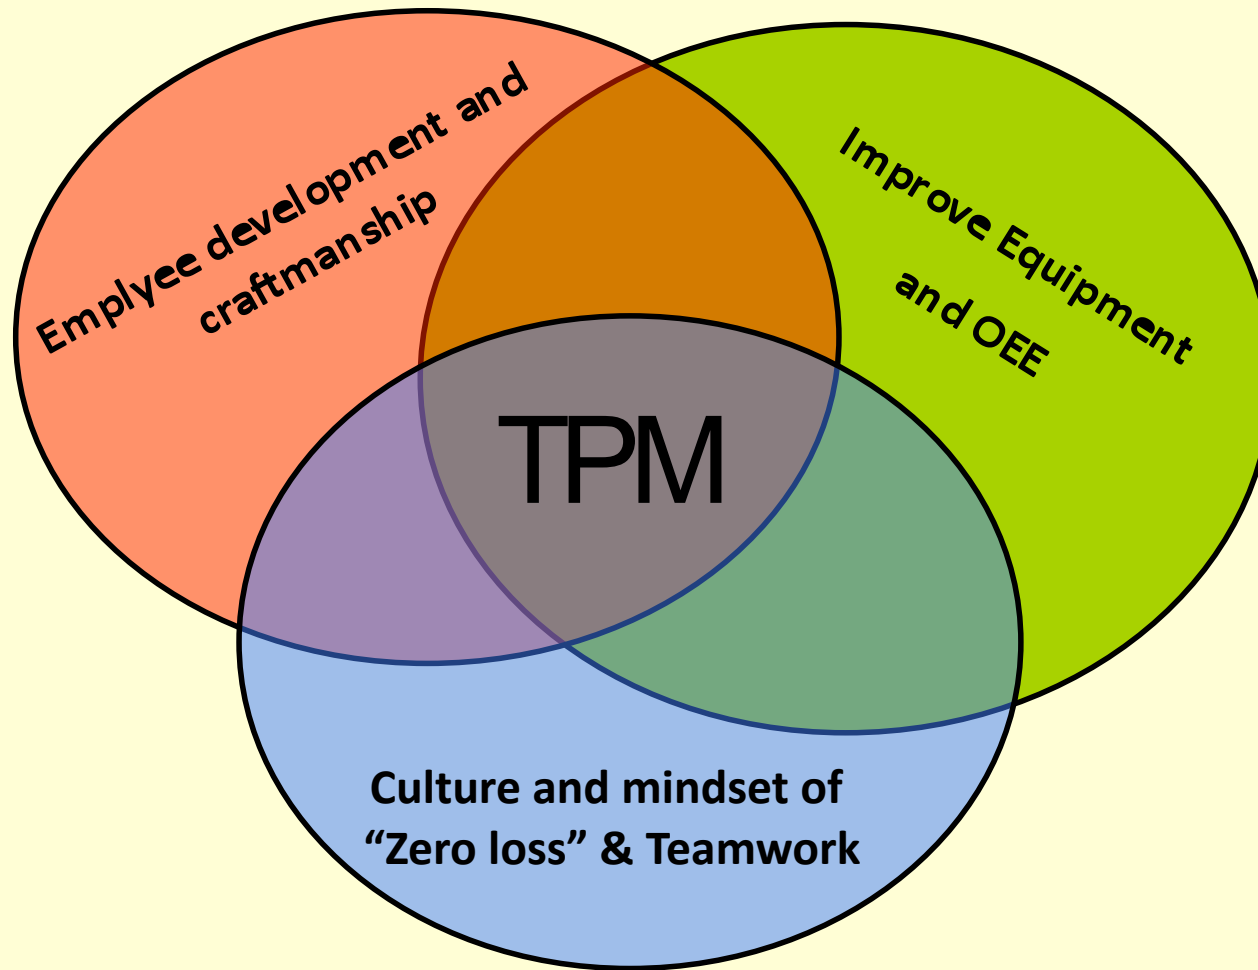 Emplyee development and
craftmanship
Improve Equipment
and OEE
TPM
Culture and mindset of
“Zero loss” & Teamwork